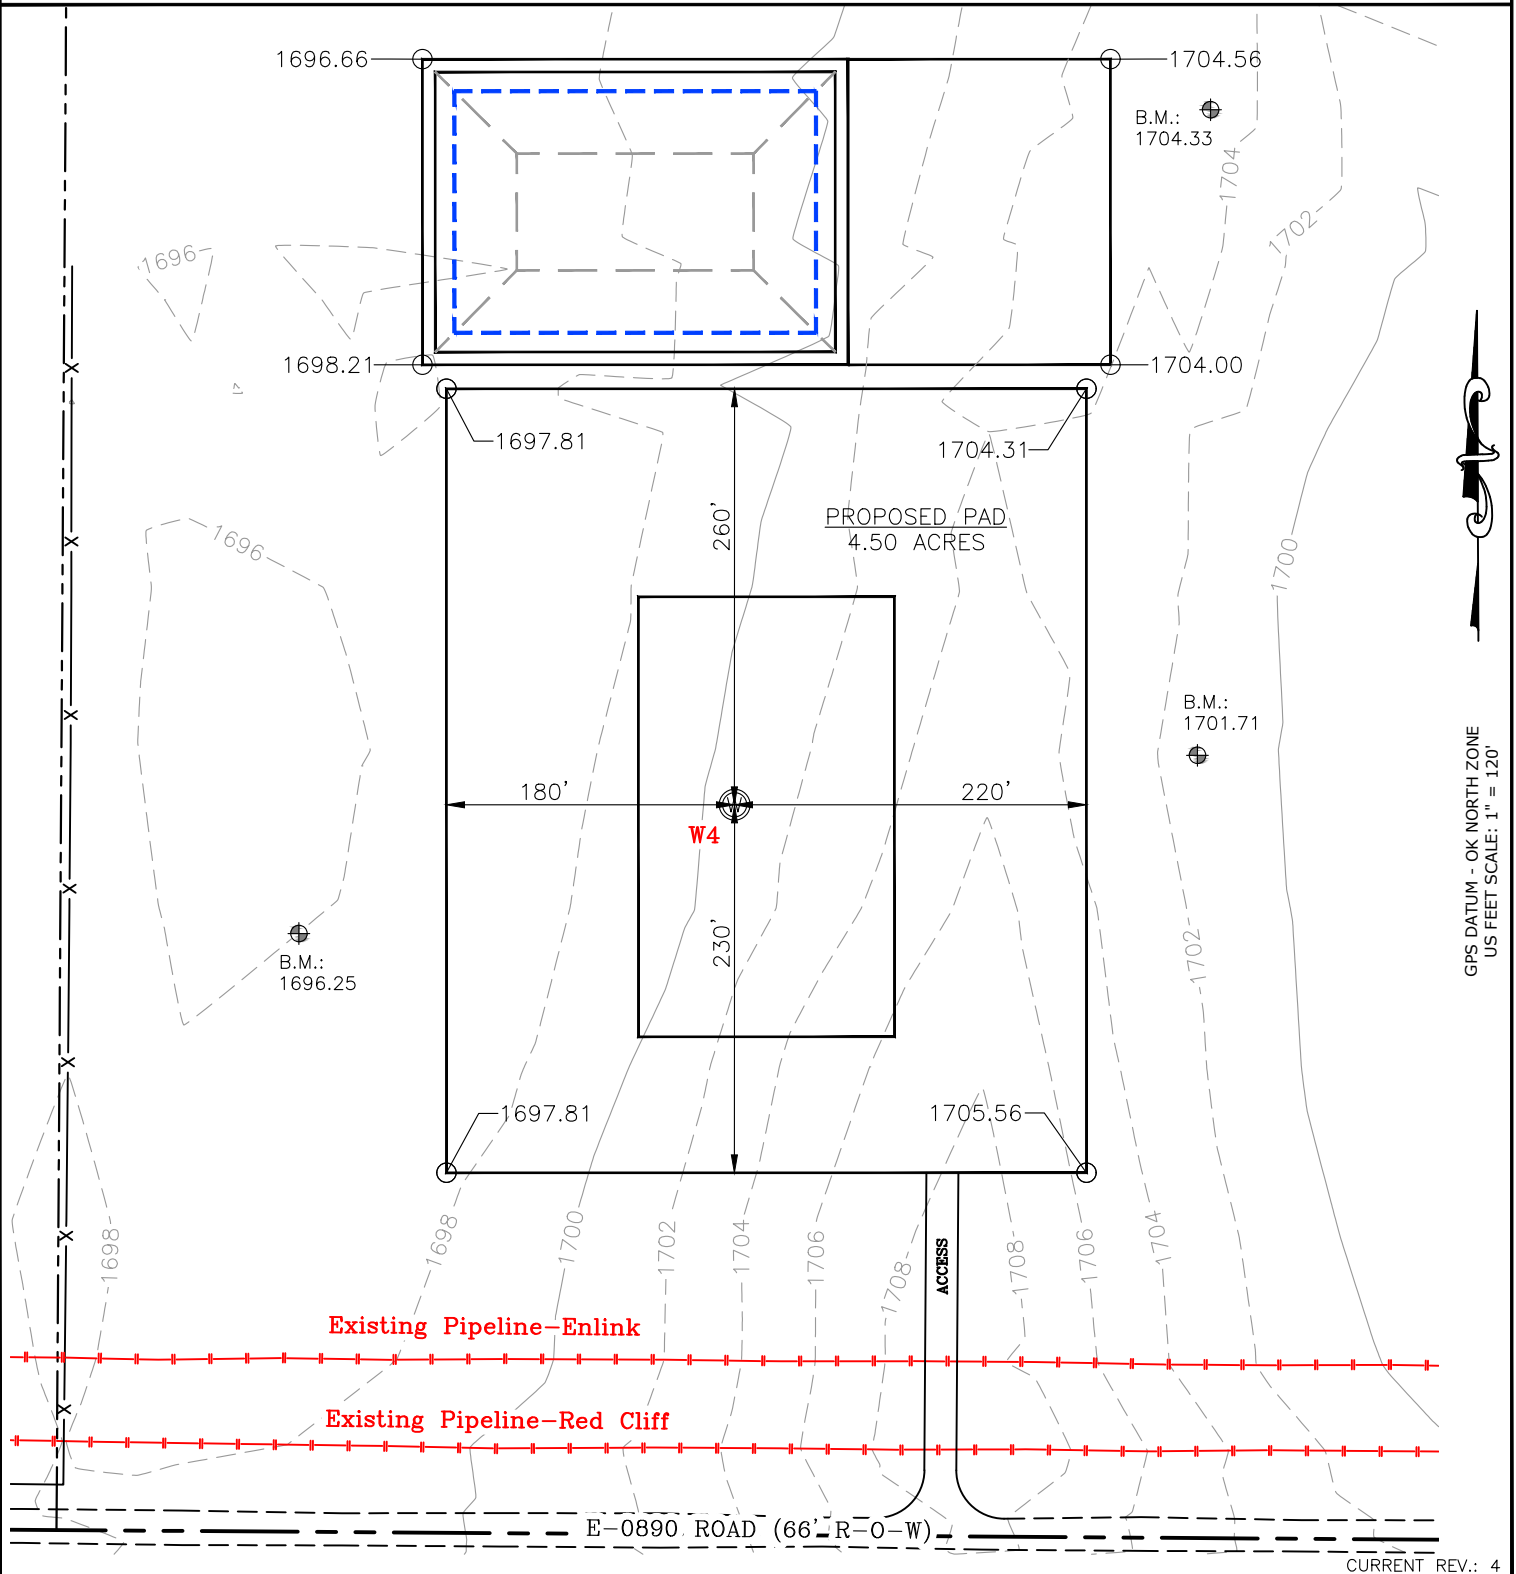 1696.66
1704.56
B.M.:
1704.33
1704
1702
1696
1698.21
1704.00
1697.81
1704.31
260'
PROPOSED PAD
4.50 ACRES
1696
1700
B.M.:
1701.71
GPS DATUM - OK NORTH ZONE
US FEET SCALE: 1" = 120'
180'
220'
W
W4
230'
1702
B.M.:
1696.25
1697.81
1705.56
1698
1698
1700
1702
1704
1706
1708
ACCESS
1708
1706
1704
Existing Pipeline-Enlink
Existing Pipeline-Red Cliff
E-0890 ROAD (66' R-O-W)
CURRENT REV.: 4
X
X
X
X
X
X
X